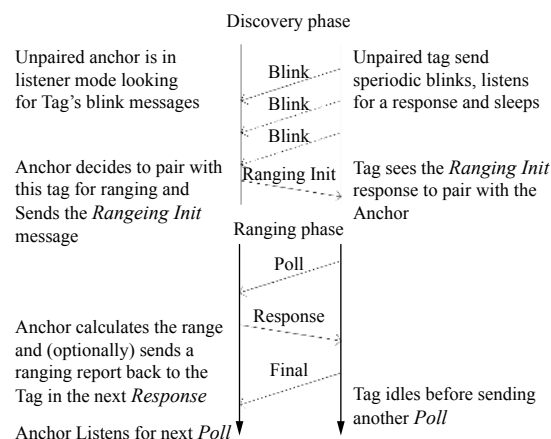 Discovery phase
Unpaired anchor is in
listener mode looking
for Tag's blink messages
Unpaired tag send
speriodic blinks, listens
for a response and sleeps
Blink
Blink
Blink
Anchor decides to pair with
this tag for ranging and
Sends the Rangeing Init
message
Ranging Init
Tag sees the Ranging Init
response to pair with the
Anchor
Ranging phase
Poll
Response
Anchor calculates the range
and (optionally) sends a
ranging report back to the
Tag in the next Response
Final
Tag idles before sending
another Poll
Anchor Listens for next Poll